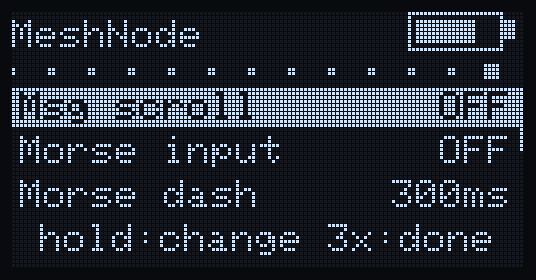 MeshNode
Msg scroll OFF
Morse input OFF
Morse dash 300ms
hold:change 3x:done